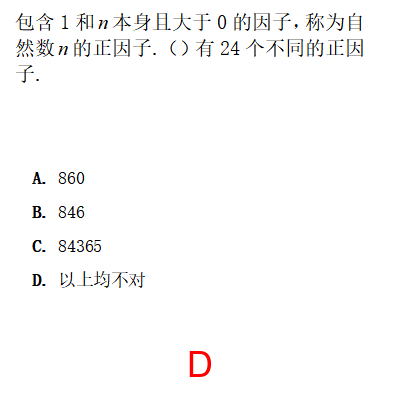 包含 1 和 n 本身且大于 0 的因子，称为自
然数 n 的正因子．（）有 24 个不同的正因
子．
A. 860
B. 846
C. 84365
D. 以上均不对
D